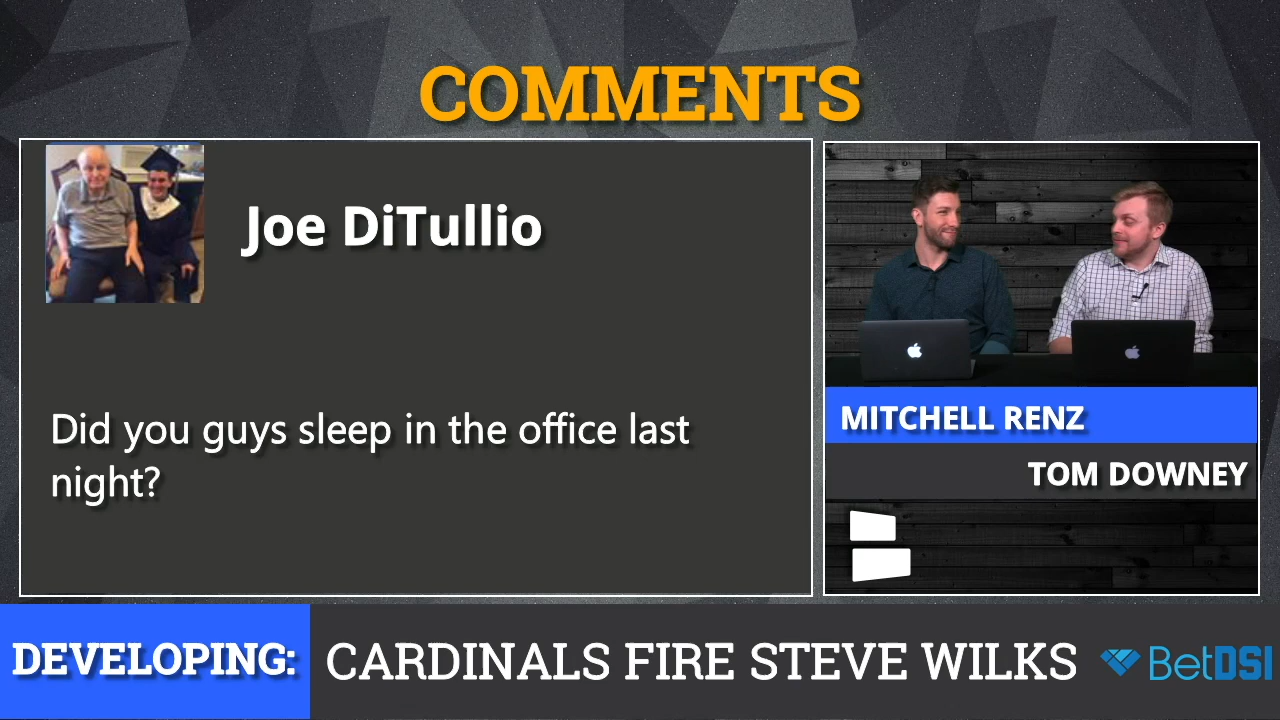 COMMENTS
Joe DiTullio
Did you guys sleep in the office last
night?
MITCHELL RENZ
TOM DOWNEY
DEVELOPING: CARDINALS FIRE STEVE WILKS BetDSI